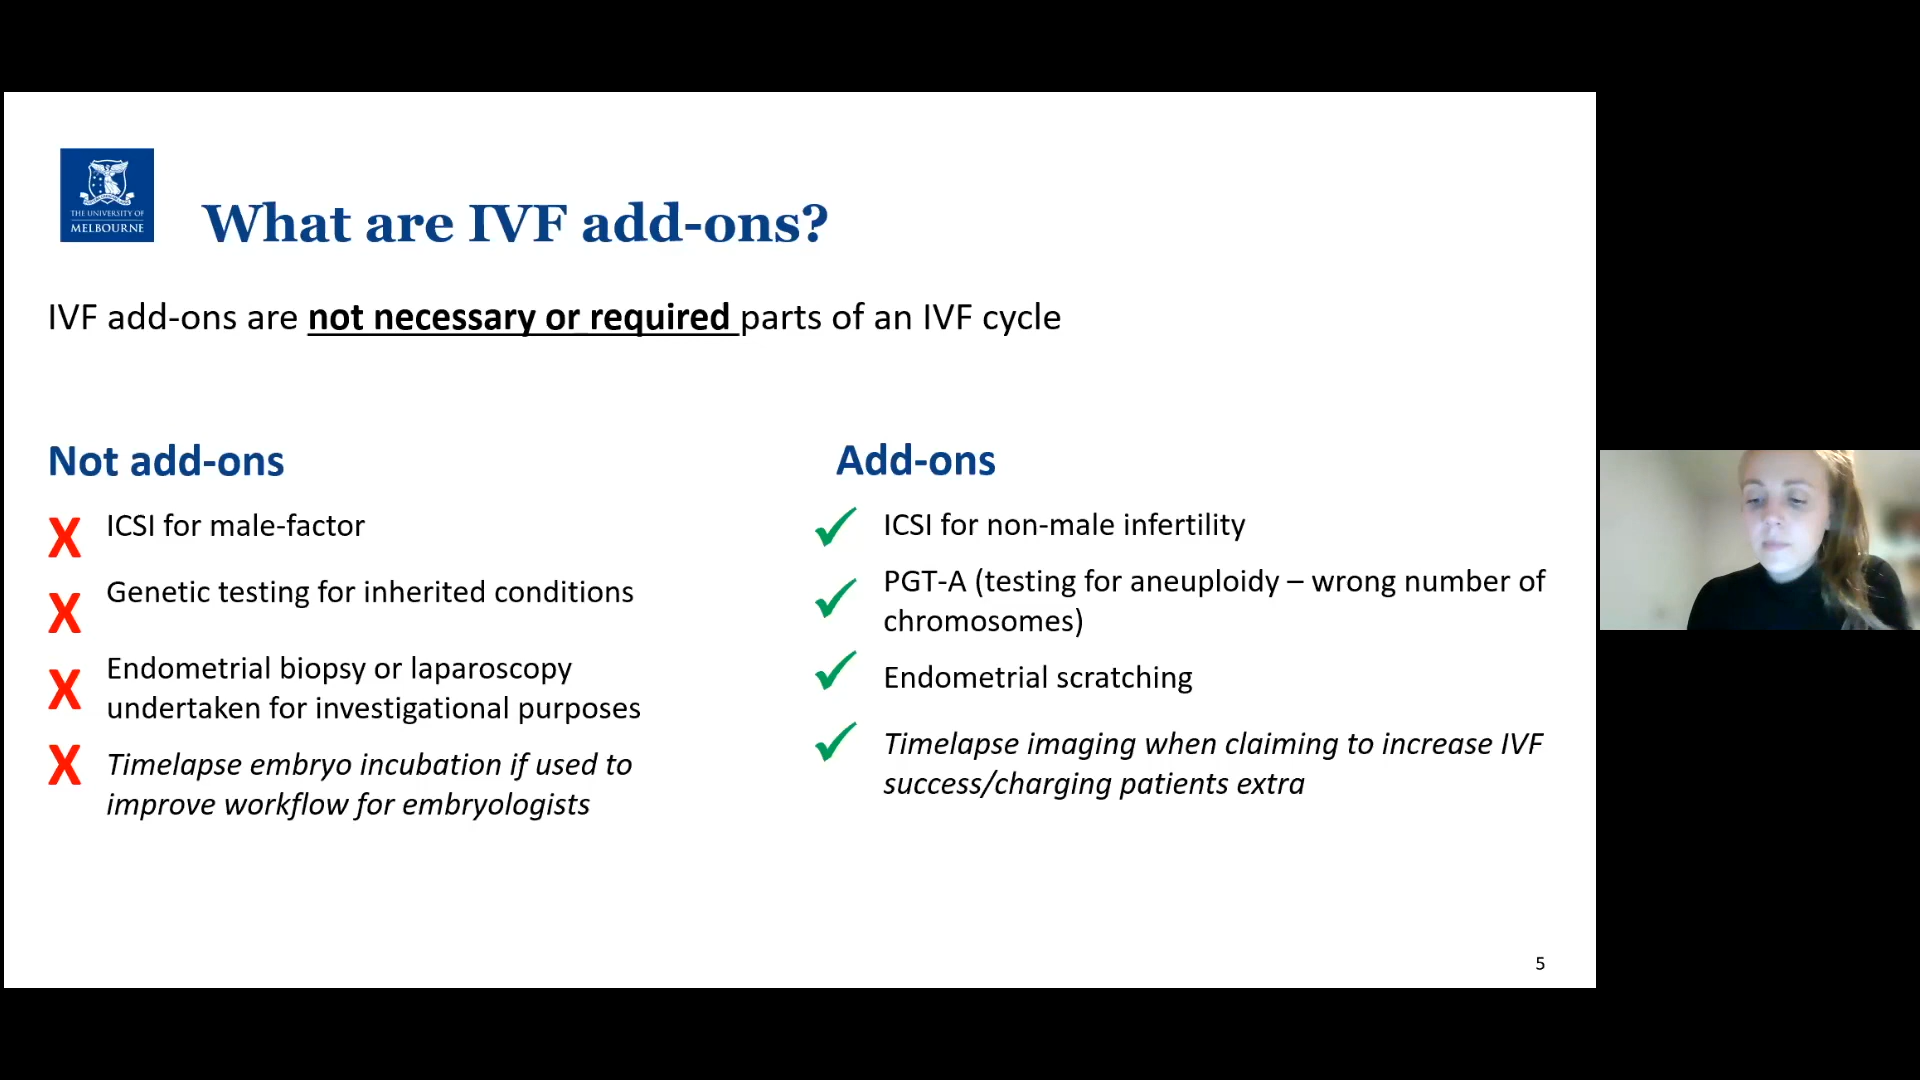 THE UNIVERSITY OF
MELBOURNE
What are IVF add-ons?
IVF add-ons are not necessary or required parts of an IVF cycle
Not add-ons
X ICSI for male-factor
X Genetic testing for inherited conditions
X Endometrial biopsy or laparoscopy
undertaken for investigational purposes
X Timelapse embryo incubation if used to
improve workflow for embryologists
Add-ons
ICSI for non-male infertility
PGT-A (testing for aneuploidy – wrong number of
chromosomes)
Endometrial scratching
Timelapse imaging when claiming to increase IVF
success/charging patients extra
5